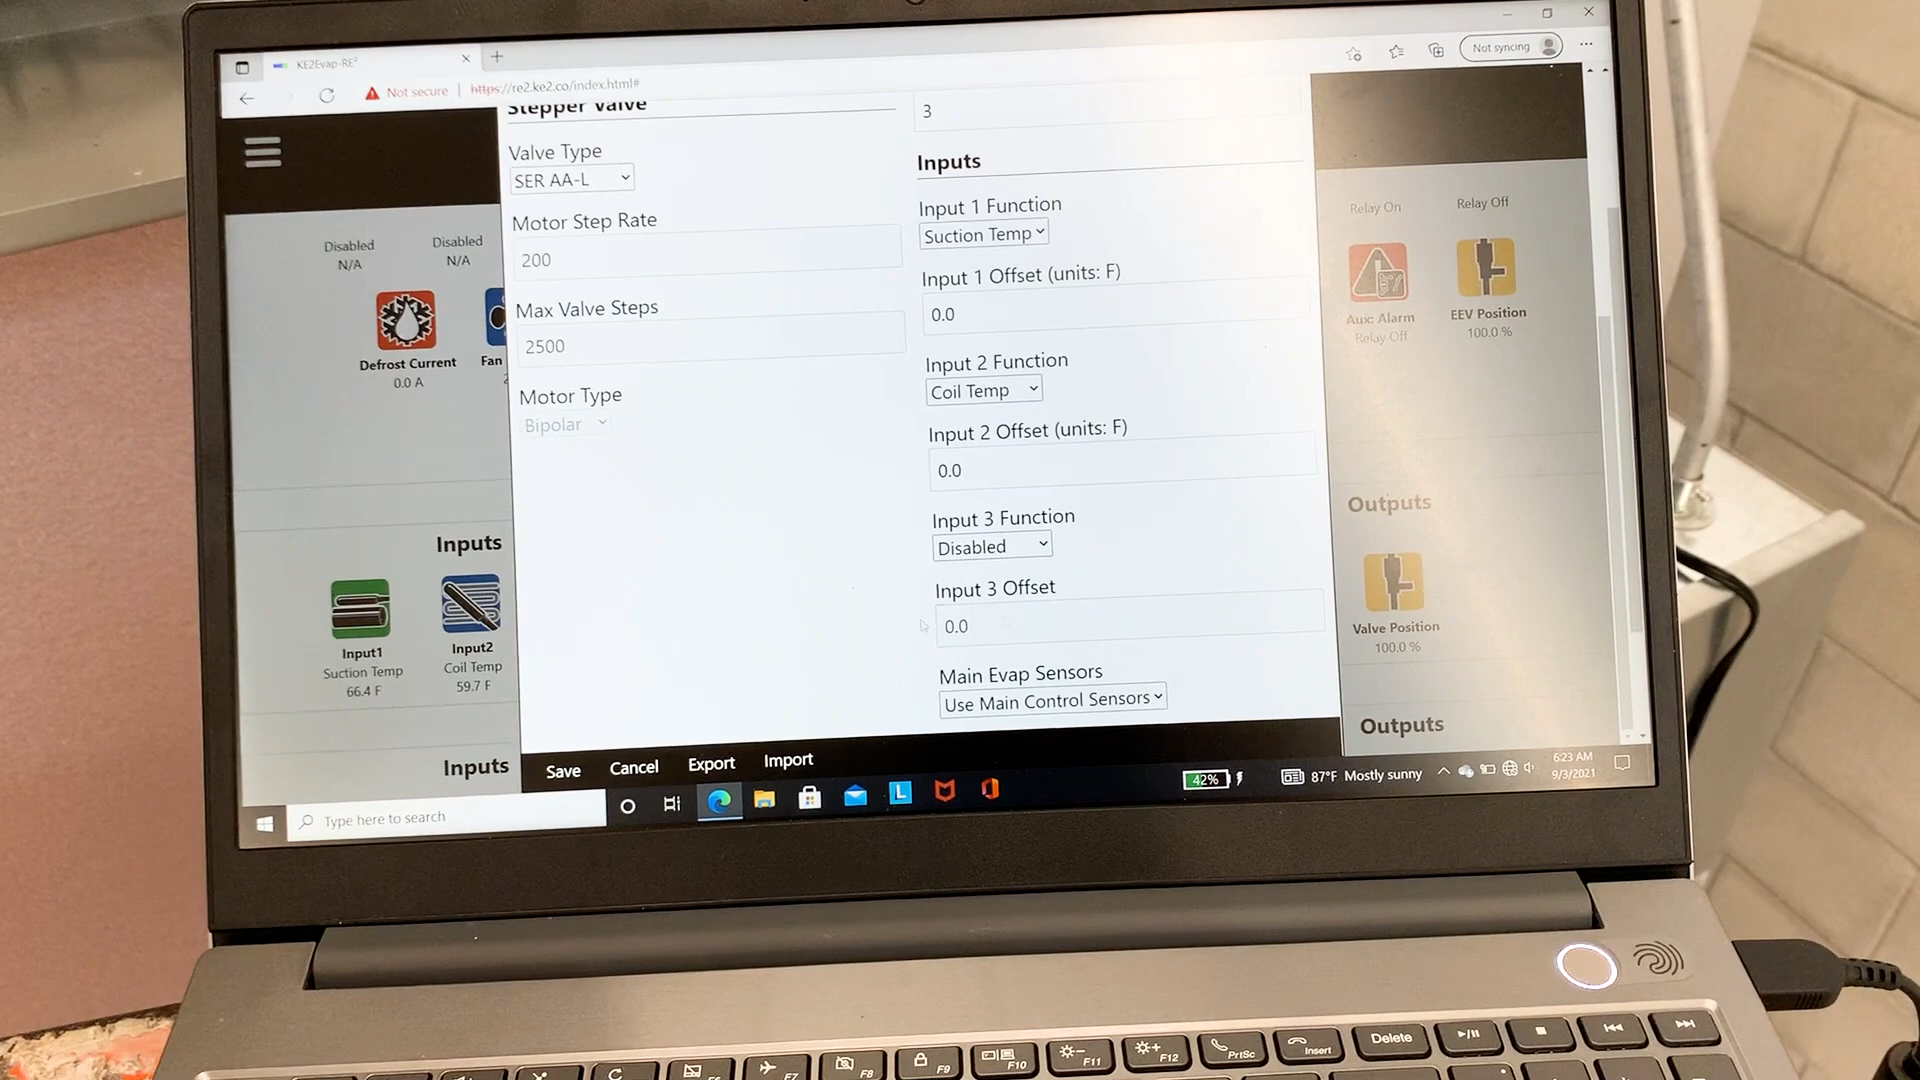 KE2Evap-RE²
Not syncing
Not secure
https://re2.ke2.co/index.html#
Stepper Valve
Valve Type
SER AA-L
Motor Step Rate
200
Max Valve Steps
2500
Motor Type
Bipolar
3
Inputs
Input 1 Function
Suction Temp
Input 1 Offset (units: F)
0.0
Input 2 Function
Coil Temp
Input 2 Offset (units: F)
0.0
Input 3 Function
Disabled
Input 3 Offset
0.0
Main Evap Sensors
Use Main Control Sensors
Disabled
N/A
Disabled
N/A
Defrost Current
0.0 A
Fan
Inputs
Input1
Suction Temp
66.4 F
Input2
Coil Temp
59.7 F
Inputs
Relay On
Relay Off
Aux: Alarm
Relay Off
EEV Position
100.0 %
Outputs
Valve Position
100.0 %
Outputs
Save Cancel Export Import
Type here to search
L
42%
87°F Mostly sunny
6:23 AM
9/3/2021
F7
F8
F9
F10
F11
F12
PrtSc
Insert
Delete